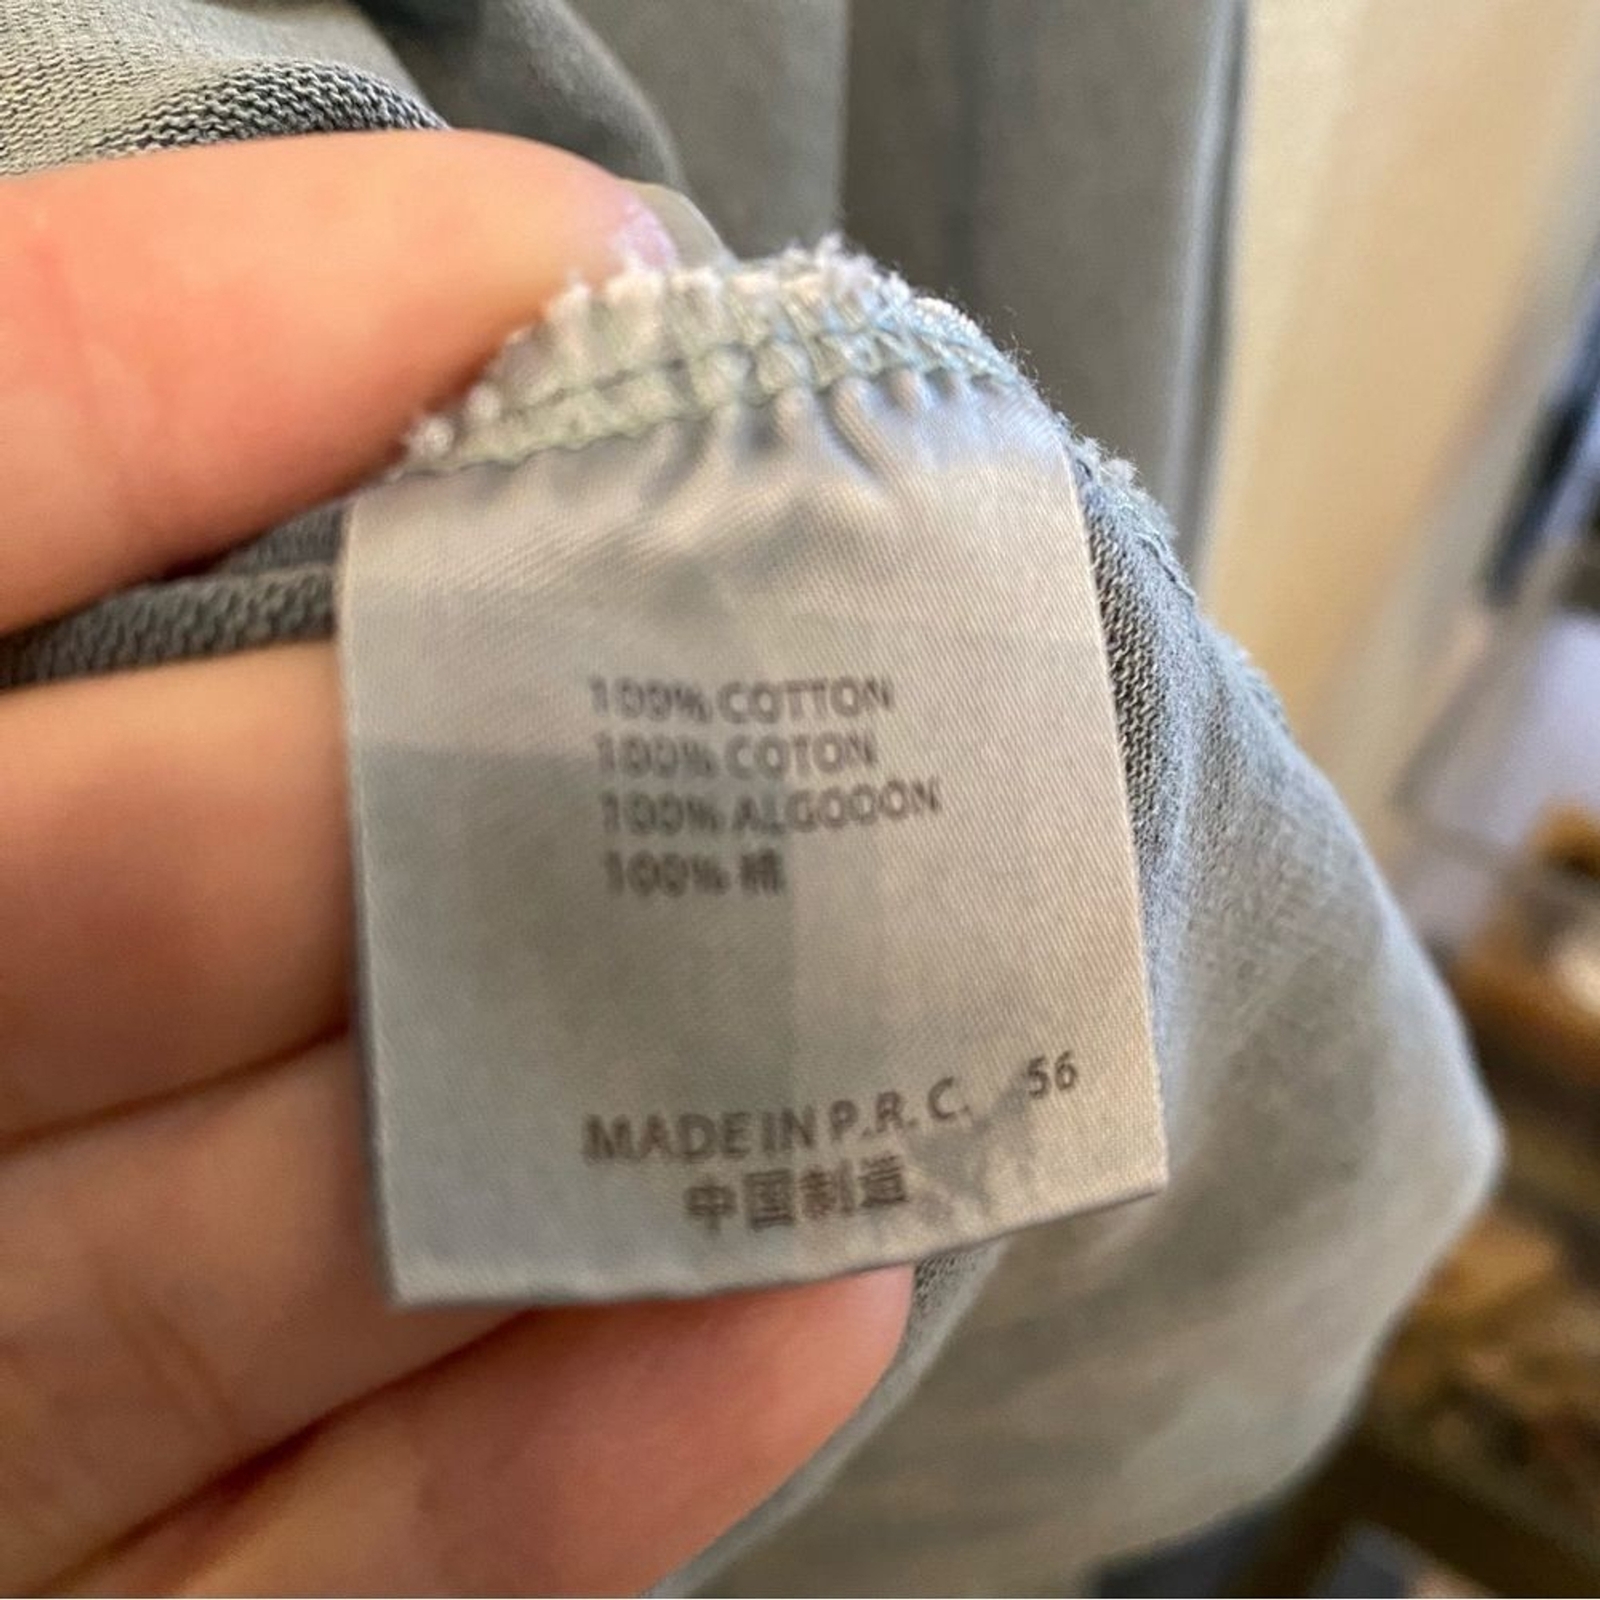 100% COTTON
100% COTON
100% ALGODON
100% 棉
MADE IN P.R.C. 56
中国制造